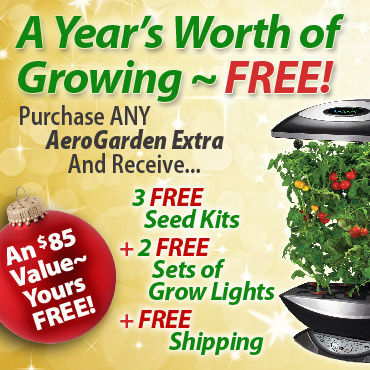 A Year's Worth of
Growing ~ FREE!
Purchase ANY
AeroGarden Extra
And Receive...
3 FREE
Seed Kits
+ 2 FREE
Sets of
Grow Lights
+ FREE
Shipping
An $85
Value~
Yours
FREE!